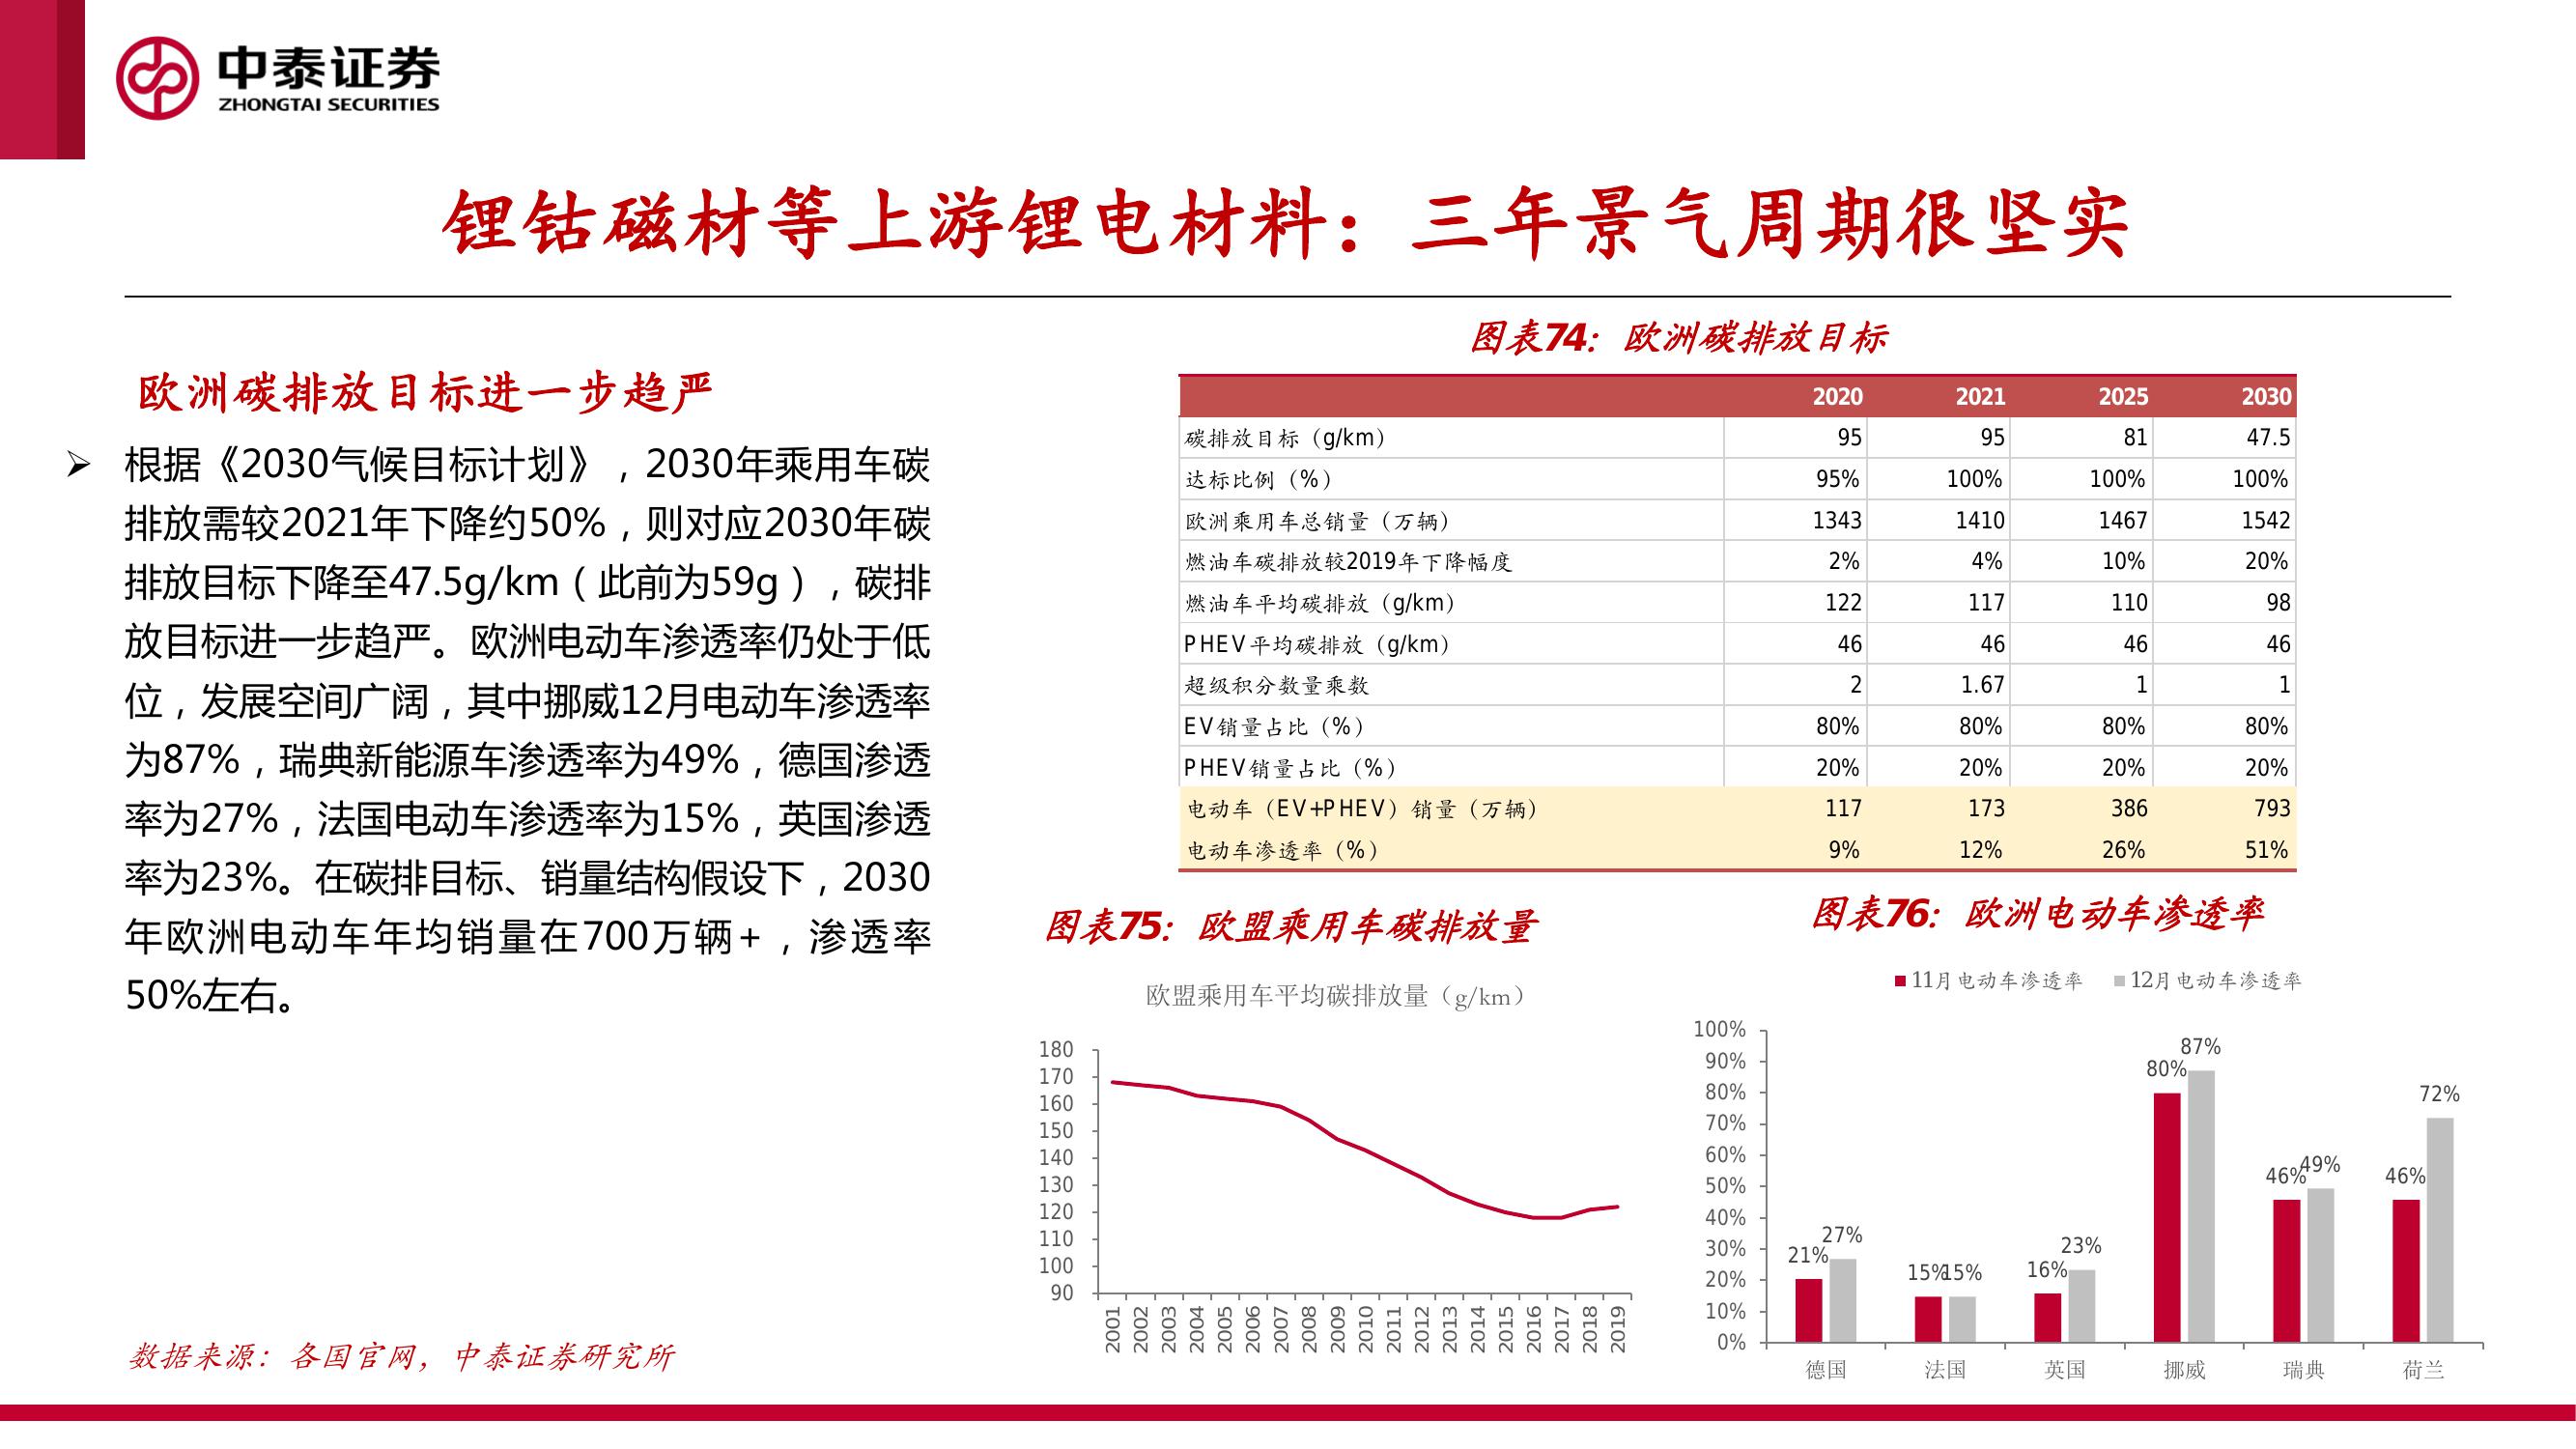 中泰证券
ZHONGTAI SECURITIES
锂钴磁材等上游锂电材料：三年景气周期很坚实
欧洲碳排放目标进一步趋严
➢ 根据《2030气候目标计划》，2030年乘用车碳
排放需较2021年下降约50%，则对应2030年碳
排放目标下降至47.5g/km（此前为59g），碳排
放目标进一步趋严。欧洲电动车渗透率仍处于低
位，发展空间广阔，其中挪威12月电动车渗透率
为87%，瑞典新能源车渗透率为49%，德国渗透
率为27%，法国电动车渗透率为15%，英国渗透
率为23%。在碳排目标、销量结构假设下，2030
年欧洲电动车年均销量在700万辆+，渗透率
50%左右。
图表74：欧洲碳排放目标
2020 2021 2025 2030
碳排放目标（g/km） 95 95 81 47.5
达标比例（%） 95% 100% 100% 100%
欧洲乘用车总销量（万辆） 1343 1410 1467 1542
燃油车碳排放较2019年下降幅度 2% 4% 10% 20%
燃油车平均碳排放（g/km） 122 117 110 98
PHEV平均碳排放（g/km） 46 46 46 46
超级积分数量乘数 2 1.67 1 1
EV销量占比（%） 80% 80% 80% 80%
PHEV销量占比（%） 20% 20% 20% 20%
电动车（EV+PHEV）销量（万辆） 117 173 386 793
电动车渗透率（%） 9% 12% 26% 51%
图表75：欧盟乘用车碳排放量
欧盟乘用车平均碳排放量（g/km）
180
170
160
150
140
130
120
110
100
90
2001 2002 2003 2004 2005 2006 2007 2008 2009 2010 2011 2012 2013 2014 2015 2016 2017 2018 2019
图表76：欧洲电动车渗透率
11月电动车渗透率 12月电动车渗透率
100%
90%
80%
70%
60%
50%
40%
30%
20%
10%
0%
21% 27% 15% 15% 16% 23% 80% 87% 46% 49% 46% 72%
德国 法国 英国 挪威 瑞典 荷兰
数据来源：各国官网，中泰证券研究所